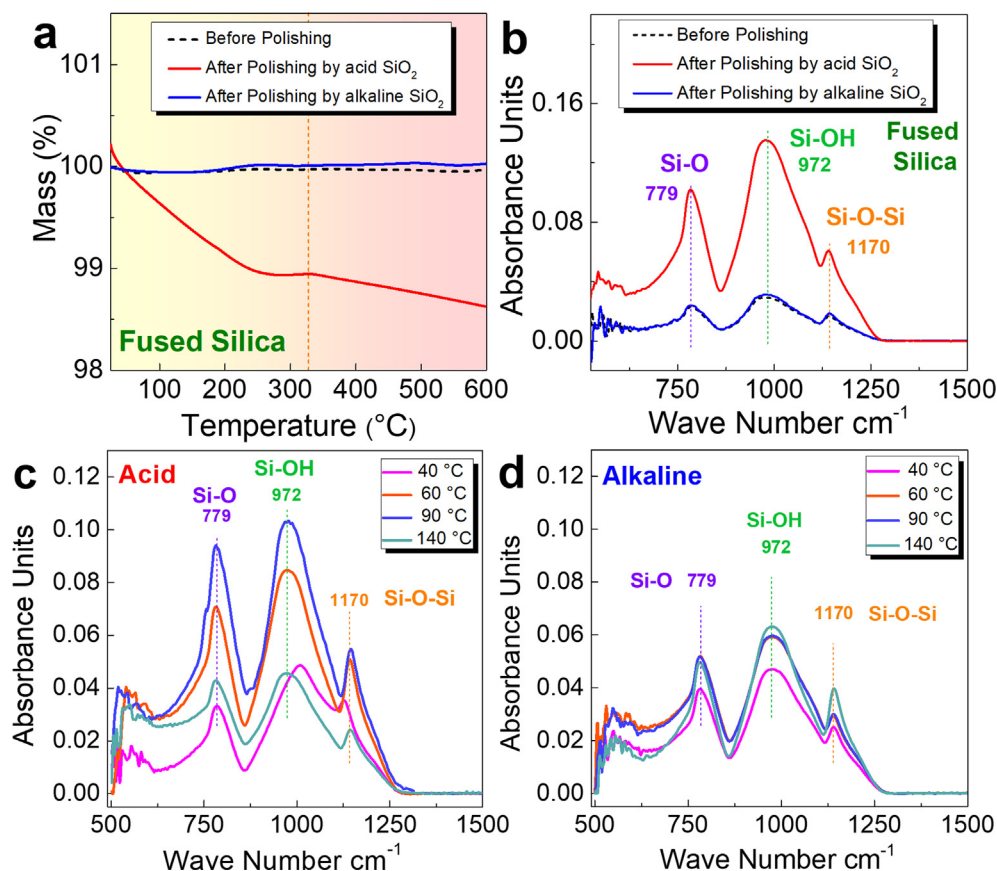 a
Before Polishing
After Polishing by acid SiO₂
After Polishing by alkaline SiO₂
Fused Silica
Mass (%)
101
100
99
98
100
200
300
400
500
600
Temperature (°C)
b
Before Polishing
After Polishing by acid SiO₂
After Polishing by alkaline SiO₂
Si-O
779
Si-OH
972
Fused
Silica
Si-O-Si
1170
Absorbance Units
0.16
0.08
0.00
750
1000
1250
1500
Wave Number cm⁻¹
c
Acid
Si-OH
972
Si-O
779
40 °C
60 °C
90 °C
140 °C
1170 Si-O-Si
Absorbance Units
0.12
0.10
0.08
0.06
0.04
0.02
0.00
500
750
1000
1250
1500
Wave Number cm⁻¹
d
Alkaline
Si-OH
972
40 °C
60 °C
90 °C
140 °C
Si-O 779
1170 Si-O-Si
Absorbance Units
0.12
0.10
0.08
0.06
0.04
0.02
0.00
500
750
1000
1250
1500
Wave Number cm⁻¹